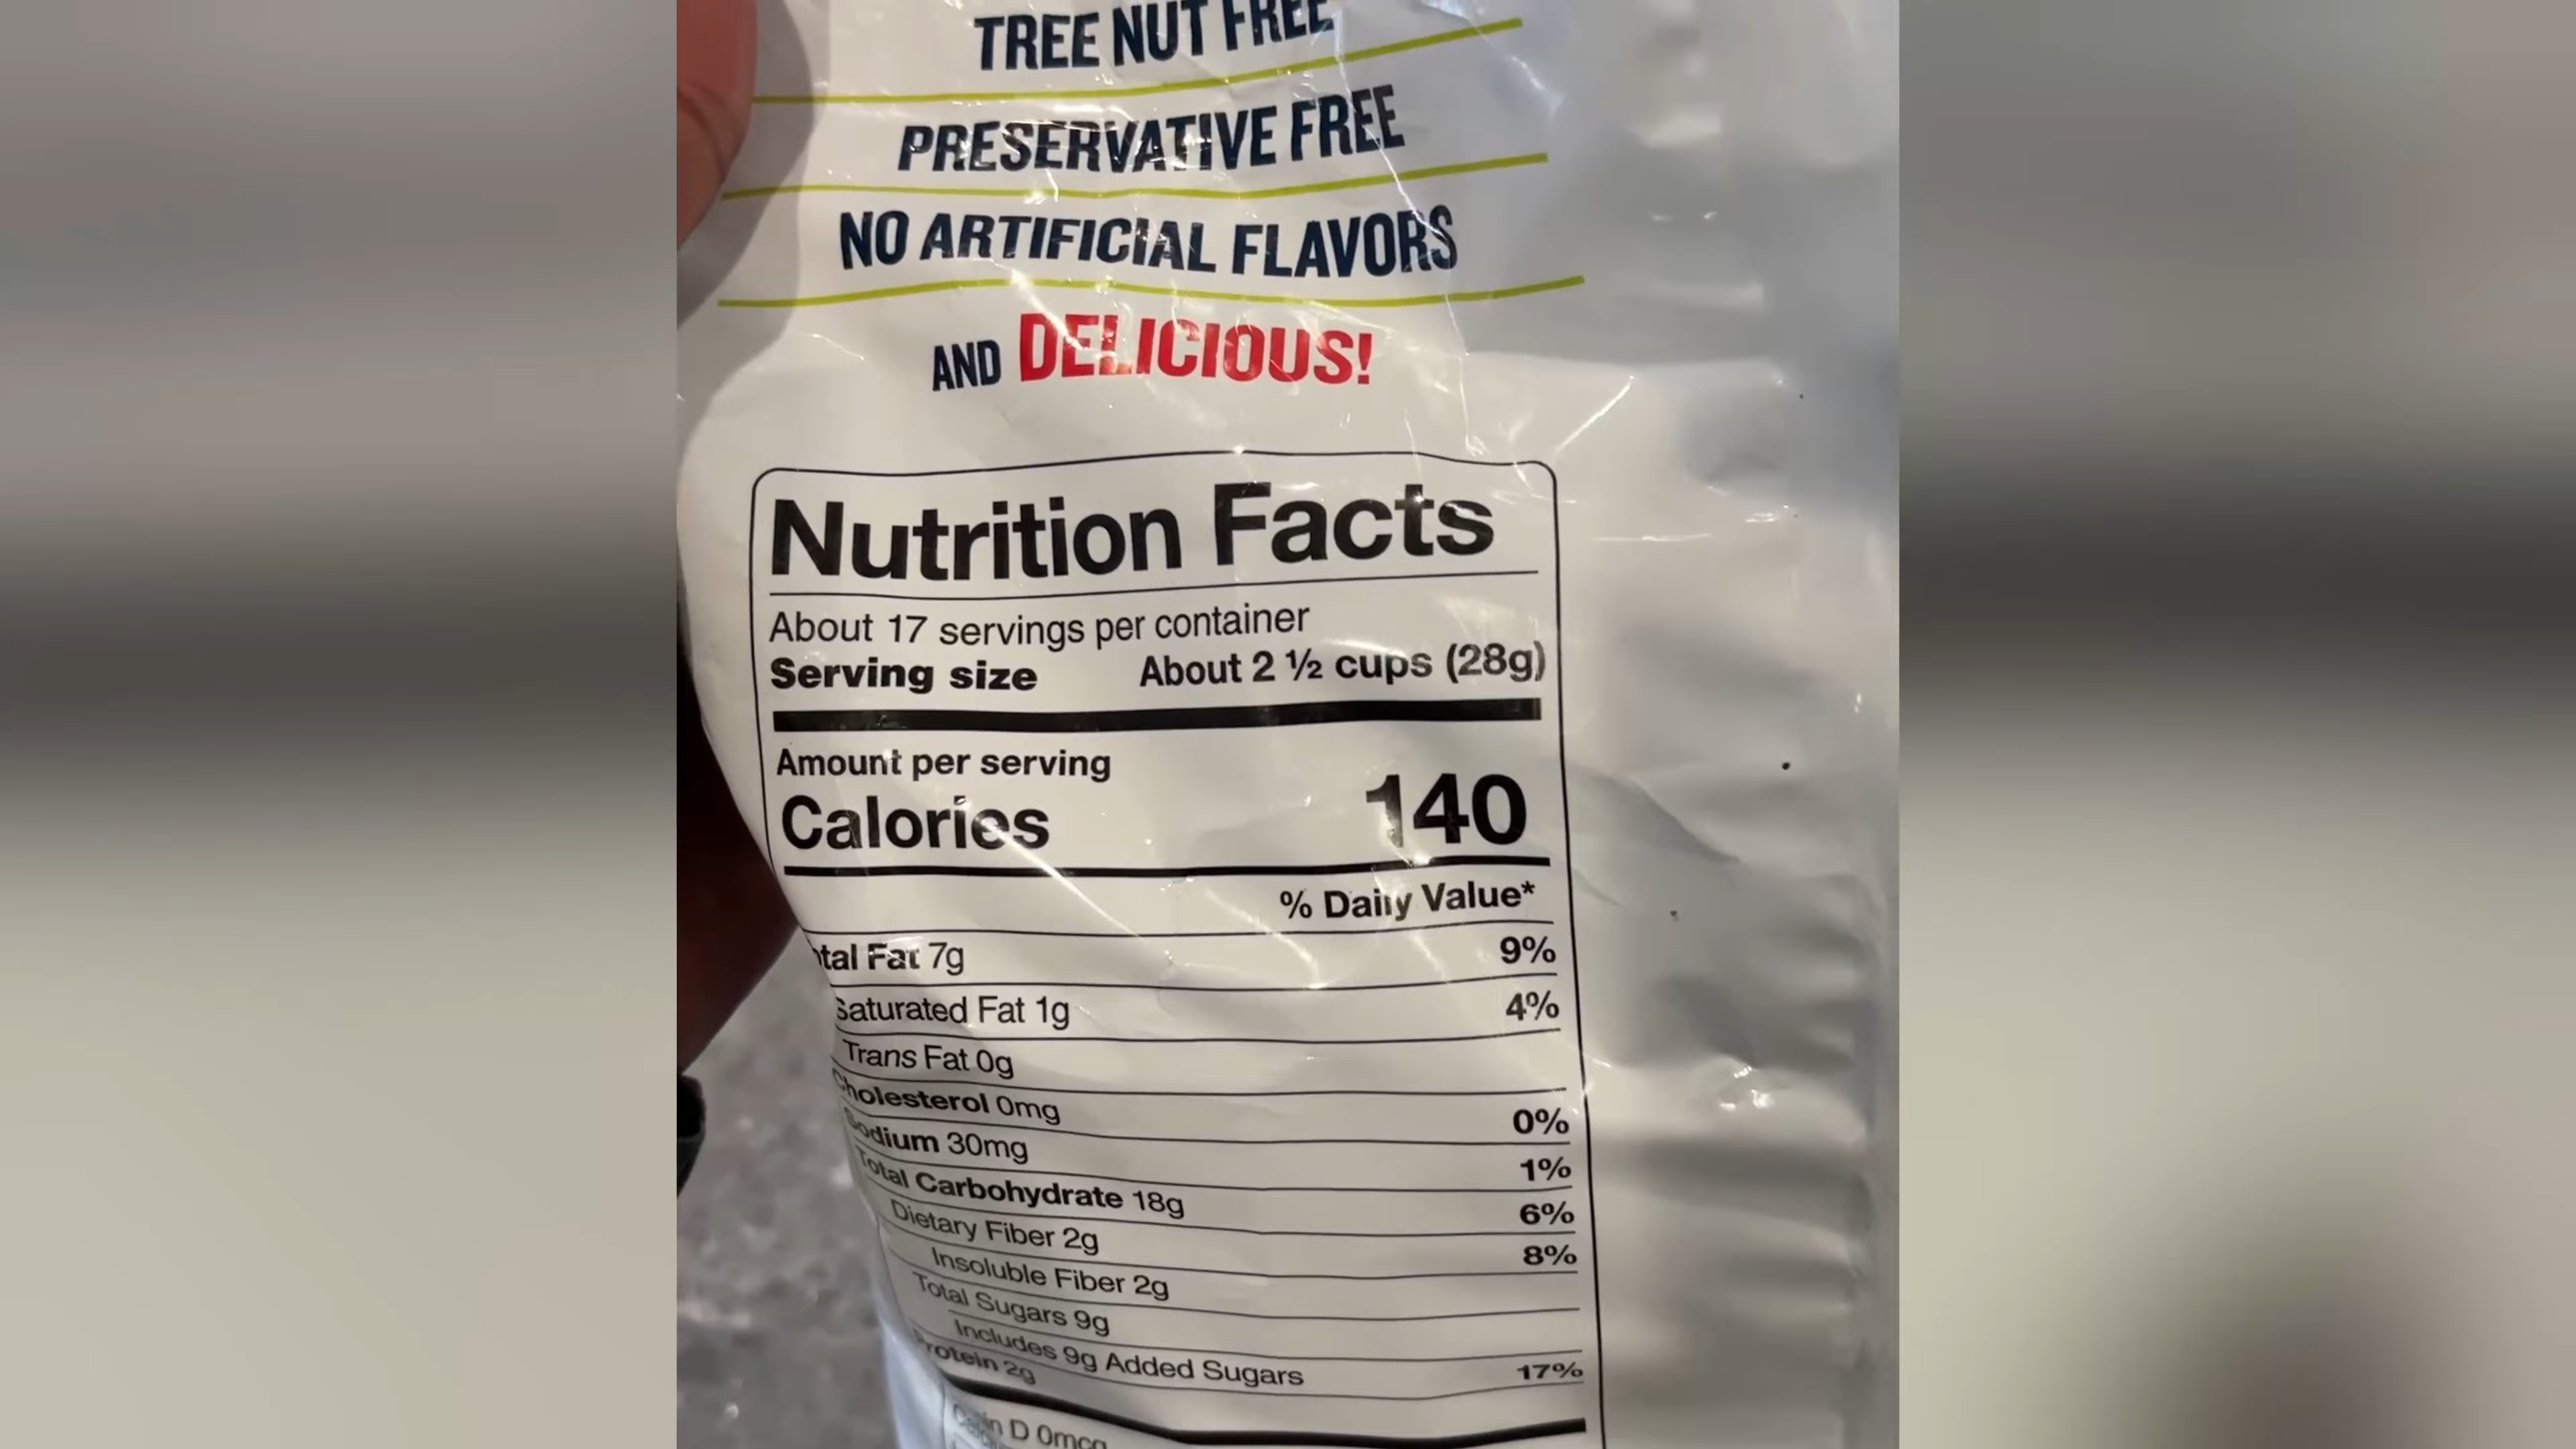 TREE NUT FREE
PRESERVATIVE FREE
NO ARTIFICIAL FLAVORS
AND DELICIOUS!
Nutrition Facts
About 17 servings per container
Serving size About 2 ½ cups (28g)
Amount per serving
Calories 140
% Daily Value*
tal Fat 7g 9%
Saturated Fat 1g 4%
Trans Fat 0g
Cholesterol 0mg 0%
Sodium 30mg 1%
Total Carbohydrate 18g 6%
Dietary Fiber 2g 8%
Insoluble Fiber 2g
Total Sugars 9g
Includes 9g Added Sugars 17%
Protein 2g
D 0mcg